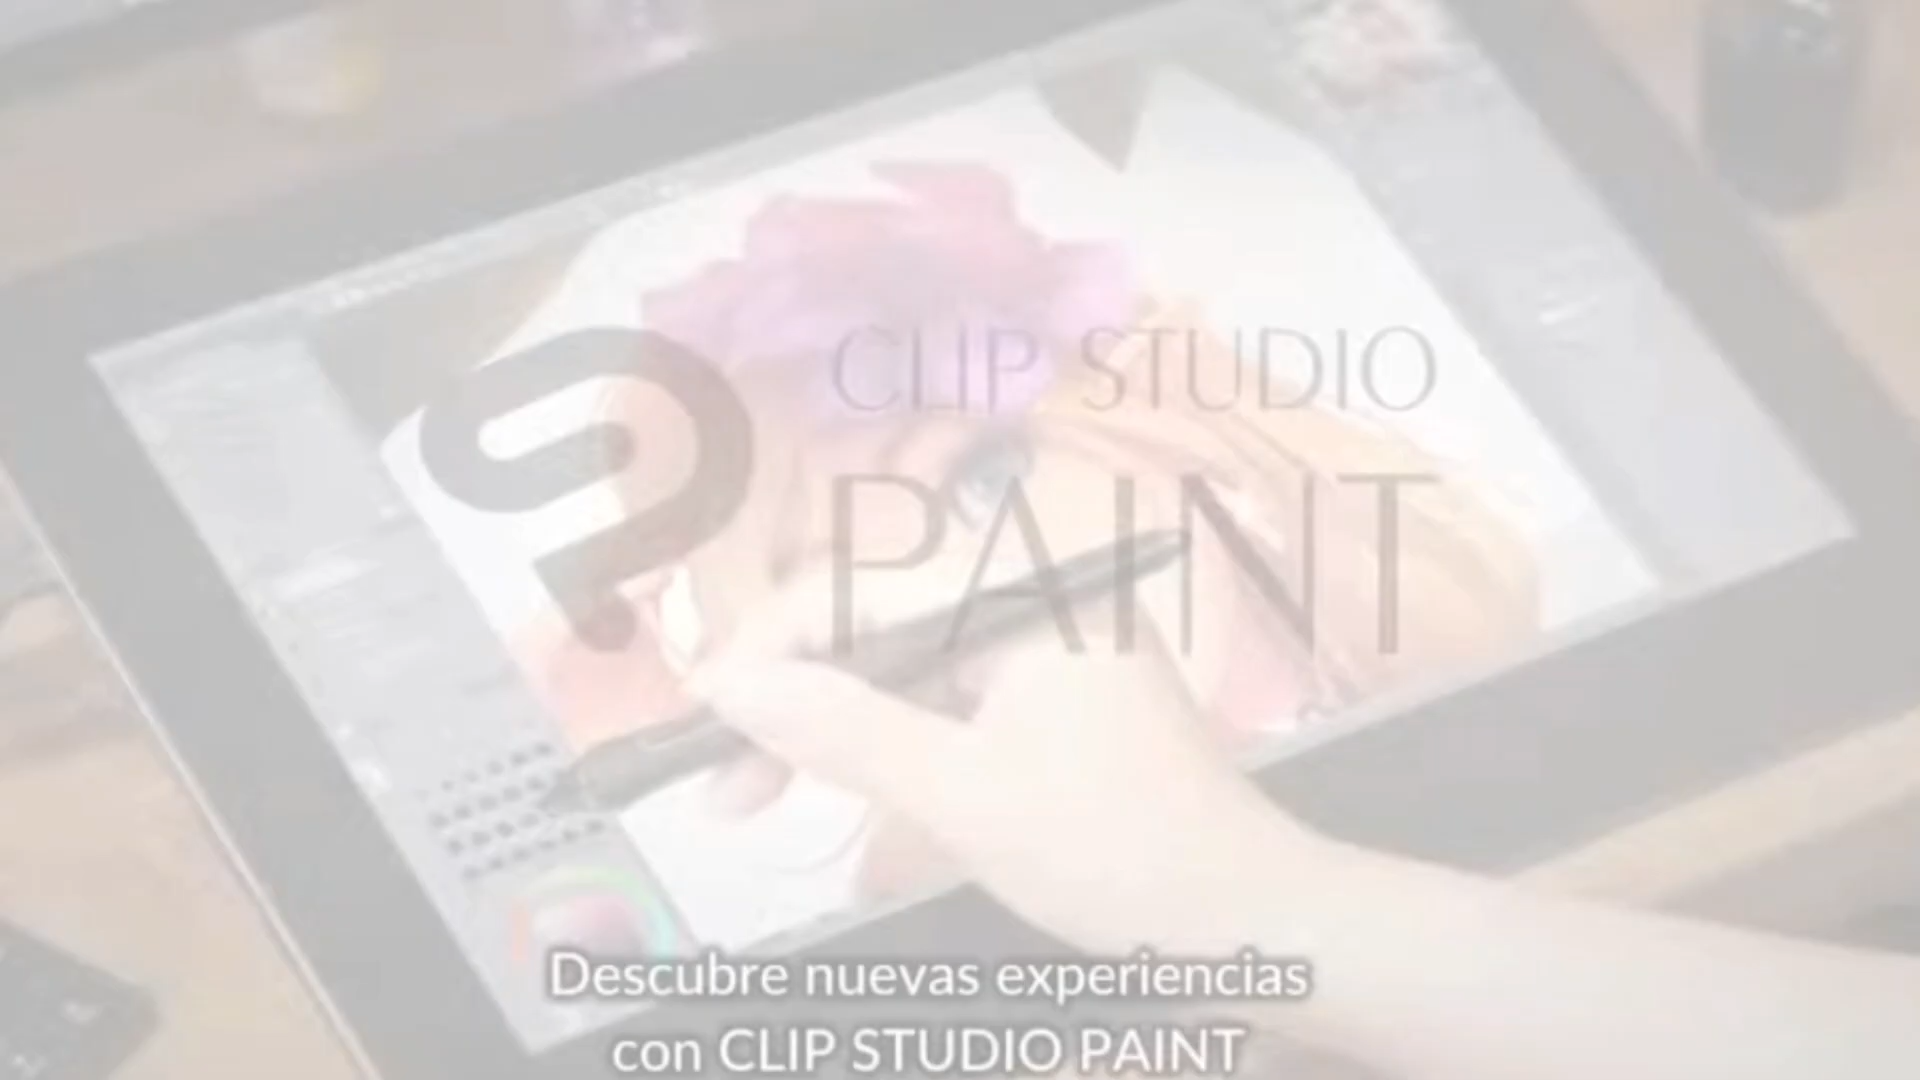 CLIP STUDIO
PAINT
Descubre nuevas experiencias
con CLIP STUDIO PAINT